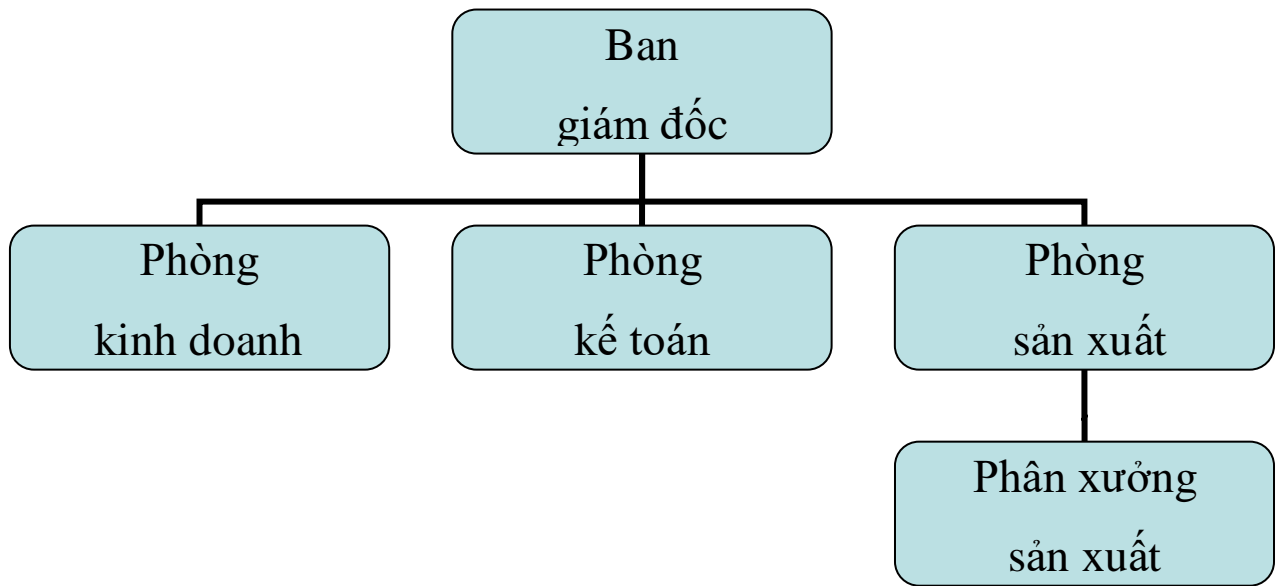 Ban
giám đốc
Phòng
kinh doanh
Phòng
kế toán
Phòng
sản xuất
Phân xưởng
sản xuất